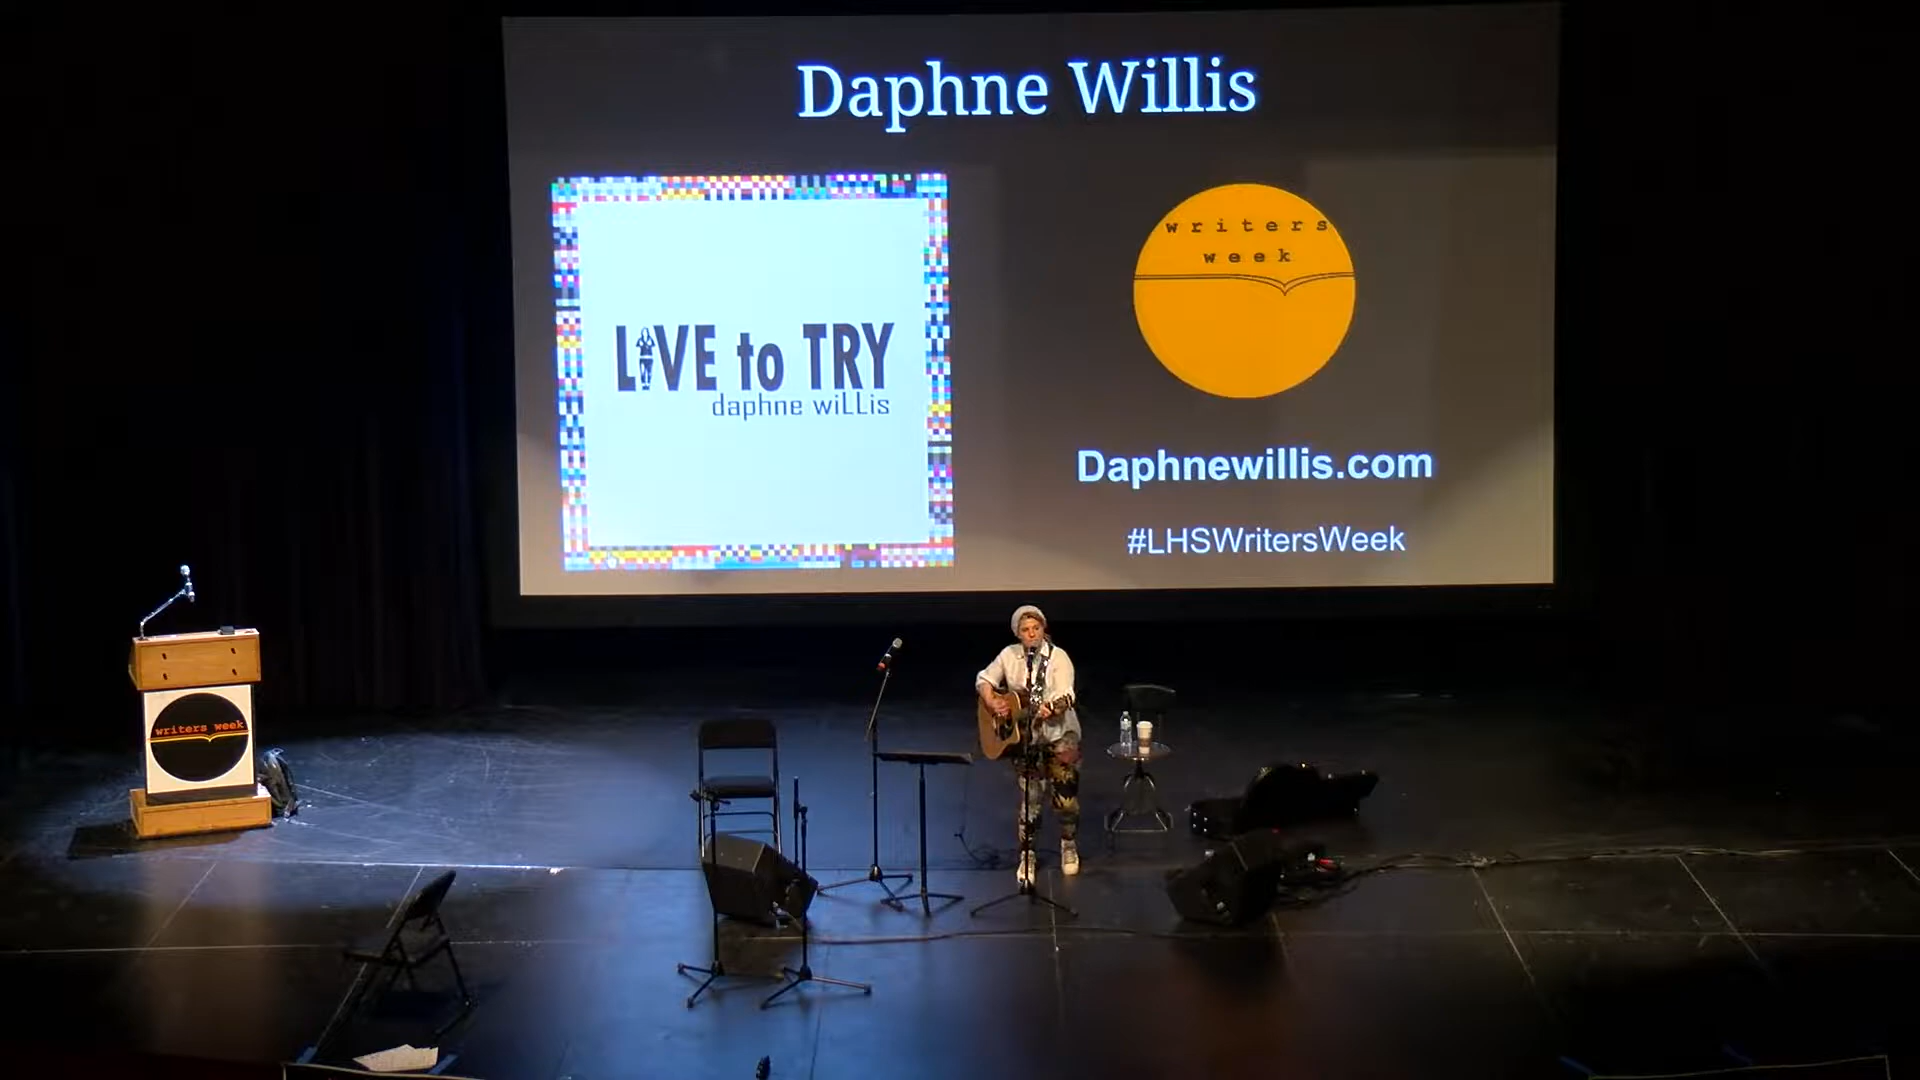 Daphne Willis
LIVE to TRY
daphne wiLLis
writers
week
Daphnewillis.com
#LHSWritersWeek
writers week